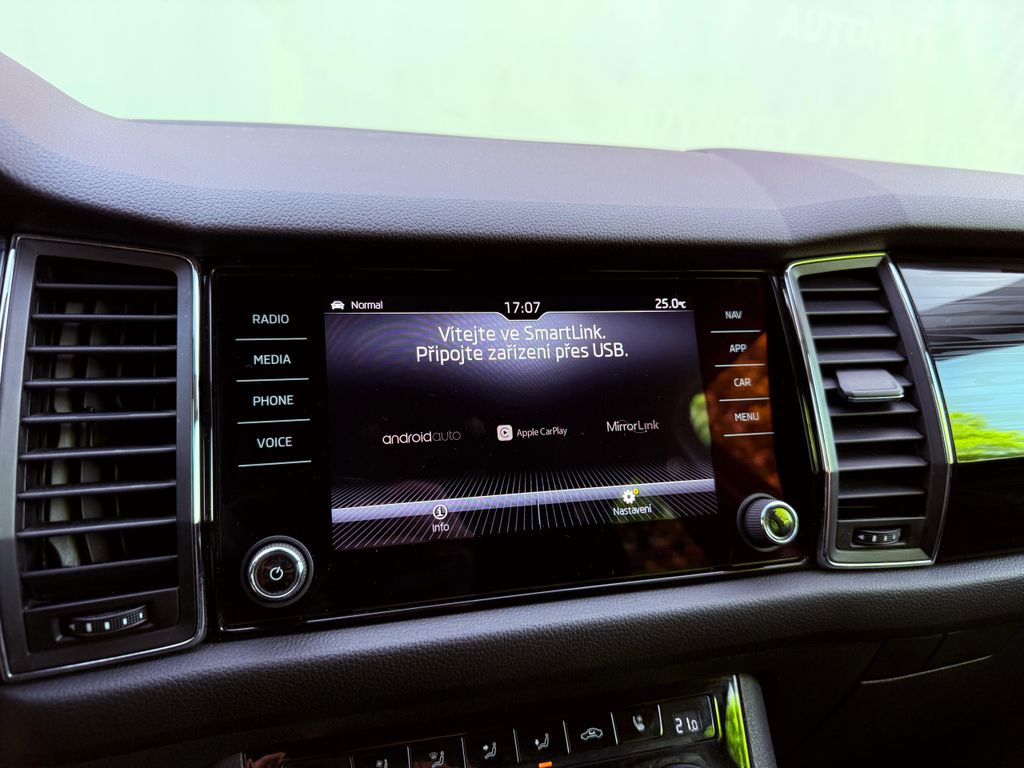 RADIO
MEDIA
PHONE
VOICE
Normal
17:07
25.0°C
Vítejte ve SmartLink.
Připojte zařízení přes USB.
androidauto
Apple CarPlay
MirrorLink
Info
Nastavení
NAV
APP
CAR
MENU
21.0